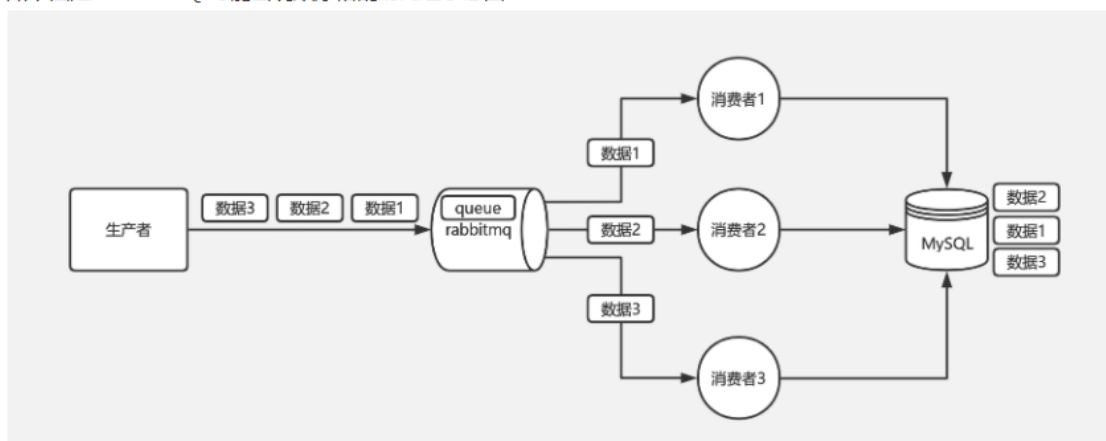 数据1
消费者1
数据3 数据2 数据1
生产者
queue
rabbitmq
数据2
消费者2
MySQL
数据2
数据1
数据3
数据3
消费者3